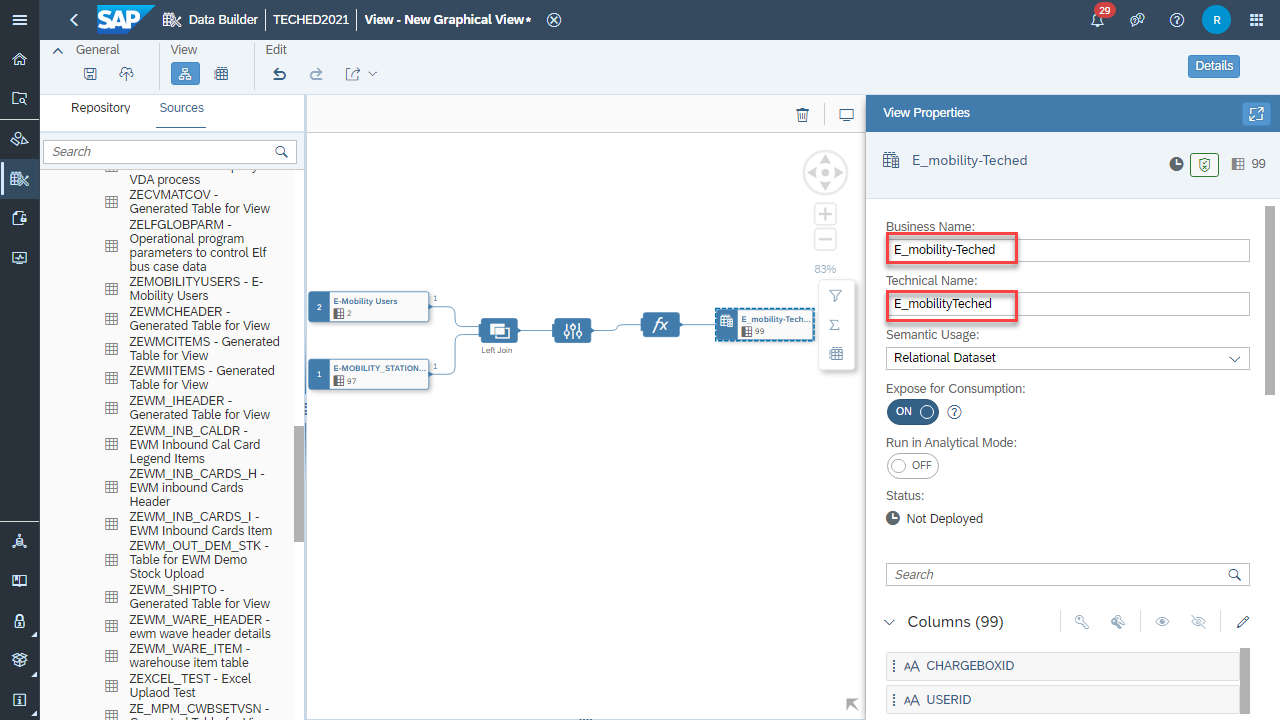 SAP
Data Builder
TECHED2021
View - New Graphical View*
29
R
General
View
Edit
Details
Repository
Sources
Search
VDA process
ZECVMATCOV -
Generated Table for View
ZELFGLOBPARM -
Operational program
parameters to control Elf
bus case data
ZEMOBILITYUSERS - E-
Mobility Users
ZEWMCHEADER -
Generated Table for View
ZEWMCITEMS - Generated
Table for View
ZEWMIITEMS - Generated
Table for View
ZEWM_IHEADER -
Generated Table for View
ZEWM_INB_CALDR -
EWM Inbound Cal Card
Legend Items
ZEWM_INB_CARDS_H -
EWM inbound Cards
Header
ZEWM_INB_CARDS_I -
EWM Inbound Cards Item
ZEWM_OUT_DEM_STK -
Table for EWM Demo
Stock Upload
ZEWM_SHIPTO -
Generated Table for View
ZEWM_WARE_HEADER -
ewm wave header details
ZEWM_WARE_ITEM -
warehouse item table
ZEXCEL_TEST - Excel
Uplaod Test
ZE_MPM_CWBSETVSN -
83%
2
E-Mobility Users
2
1
1
E-MOBILITY_STATION...
97
1
Left Join
fx
E_mobility-Tech...
99
View Properties
E_mobility-Teched
99
Business Name:
E_mobility-Teched
Technical Name:
E_mobilityTeched
Semantic Usage:
Relational Dataset
Expose for Consumption:
ON
Run in Analytical Mode:
OFF
Status:
Not Deployed
Search
Columns (99)
AA CHARGEBOXID
AA USERID